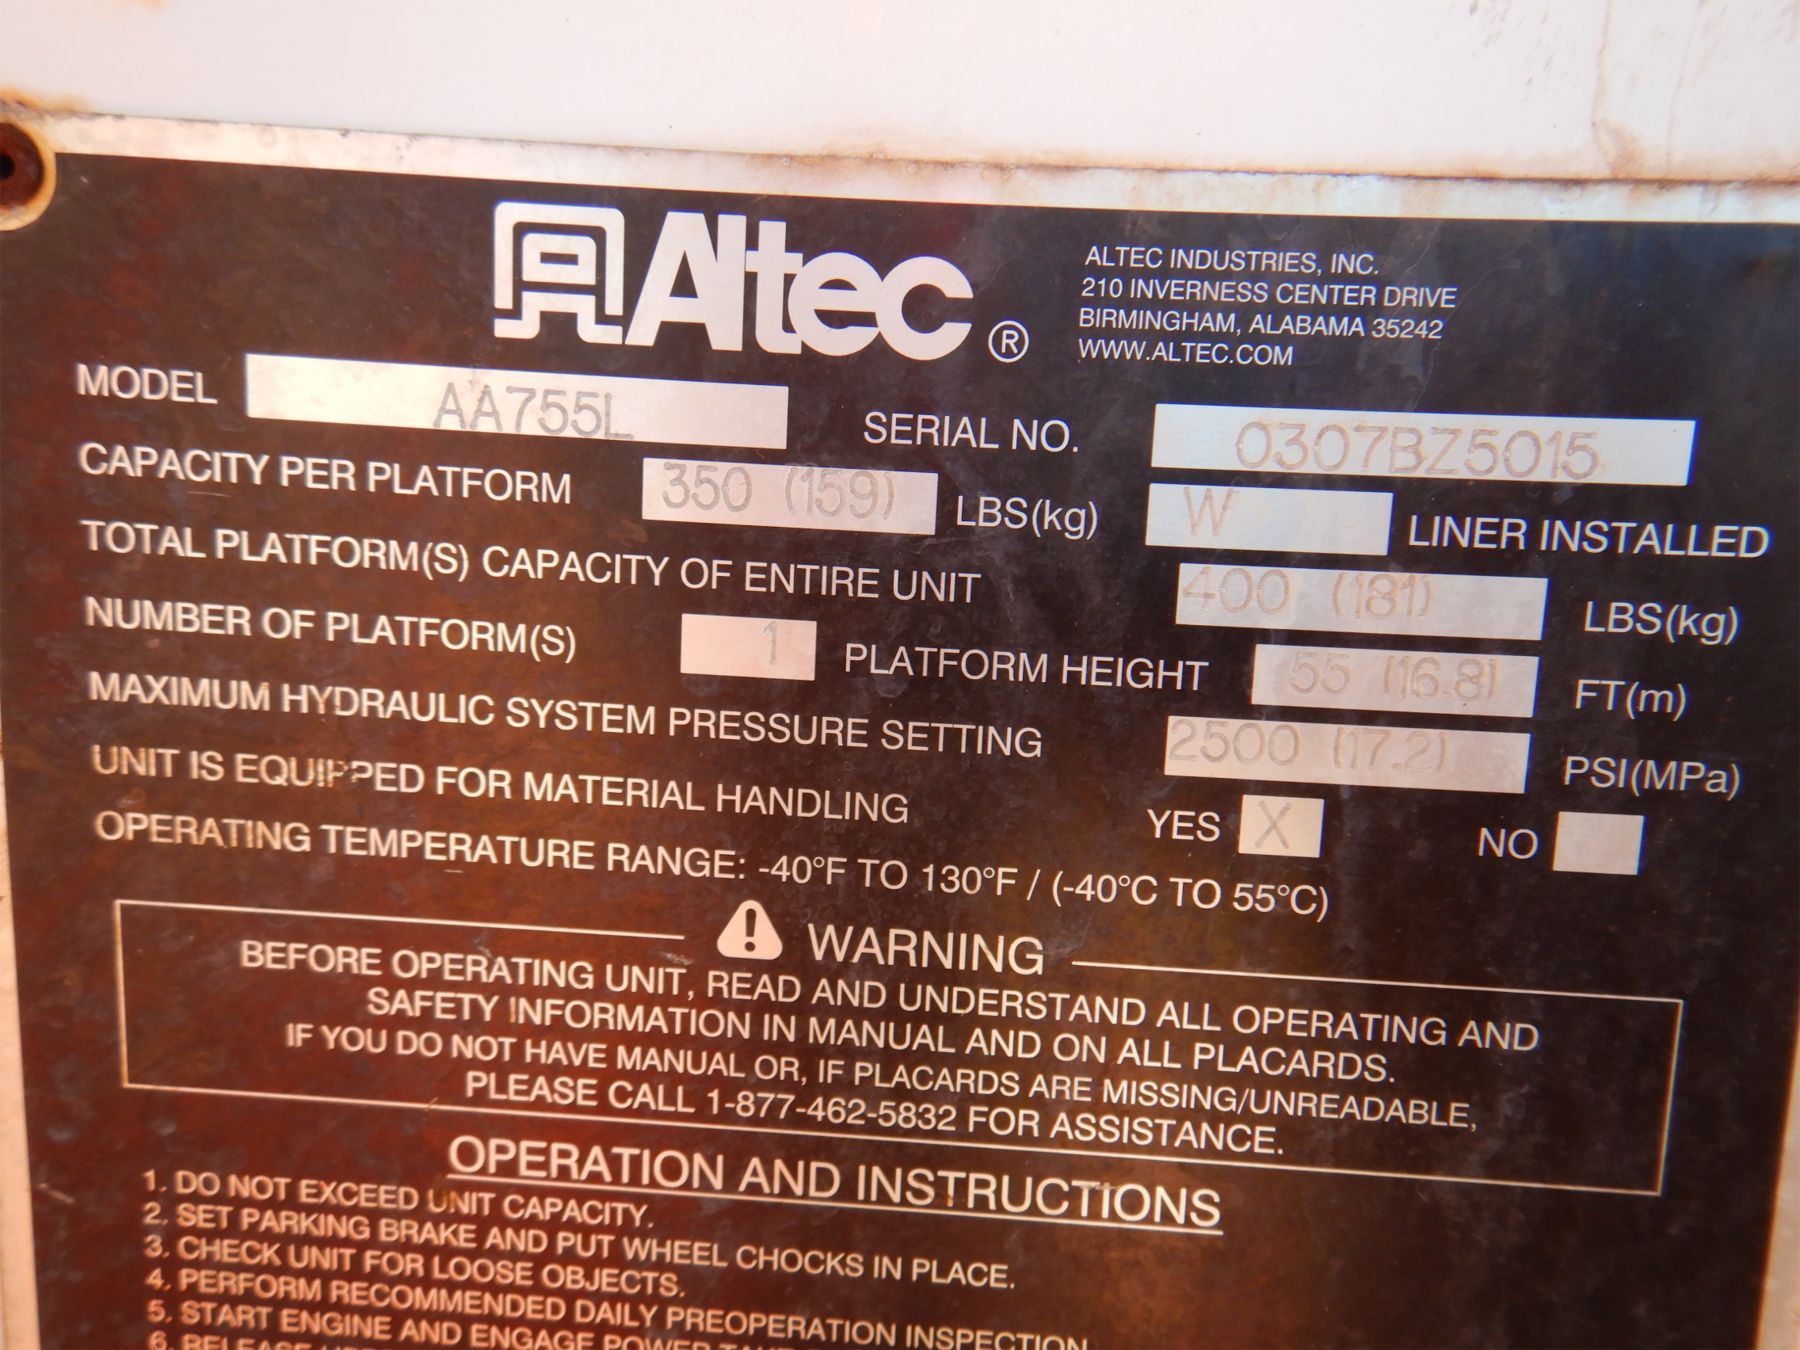 Altec ®
ALTEC INDUSTRIES, INC.
210 INVERNESS CENTER DRIVE
BIRMINGHAM, ALABAMA 35242
WWW.ALTEC.COM
MODEL AA755L SERIAL NO. 0307BZ5015
CAPACITY PER PLATFORM 350 (159) LBS(kg) W LINER INSTALLED
TOTAL PLATFORM(S) CAPACITY OF ENTIRE UNIT 400 (181) LBS(kg)
NUMBER OF PLATFORM(S) 1 PLATFORM HEIGHT 55 (16.8) FT(m)
MAXIMUM HYDRAULIC SYSTEM PRESSURE SETTING 2500 (17.2) PSI(MPa)
UNIT IS EQUIPPED FOR MATERIAL HANDLING YES X NO
OPERATING TEMPERATURE RANGE: -40°F TO 130°F / (-40°C TO 55°C)
WARNING
BEFORE OPERATING UNIT, READ AND UNDERSTAND ALL OPERATING AND
SAFETY INFORMATION IN MANUAL AND ON ALL PLACARDS.
IF YOU DO NOT HAVE MANUAL OR, IF PLACARDS ARE MISSING/UNREADABLE,
PLEASE CALL 1-877-462-5832 FOR ASSISTANCE.
OPERATION AND INSTRUCTIONS
1. DO NOT EXCEED UNIT CAPACITY.
2. SET PARKING BRAKE AND PUT WHEEL CHOCKS IN PLACE.
3. CHECK UNIT FOR LOOSE OBJECTS.
4. PERFORM RECOMMENDED DAILY PREOPERATION INSPECTION
5. START ENGINE AND ENGAGE POWER
6.